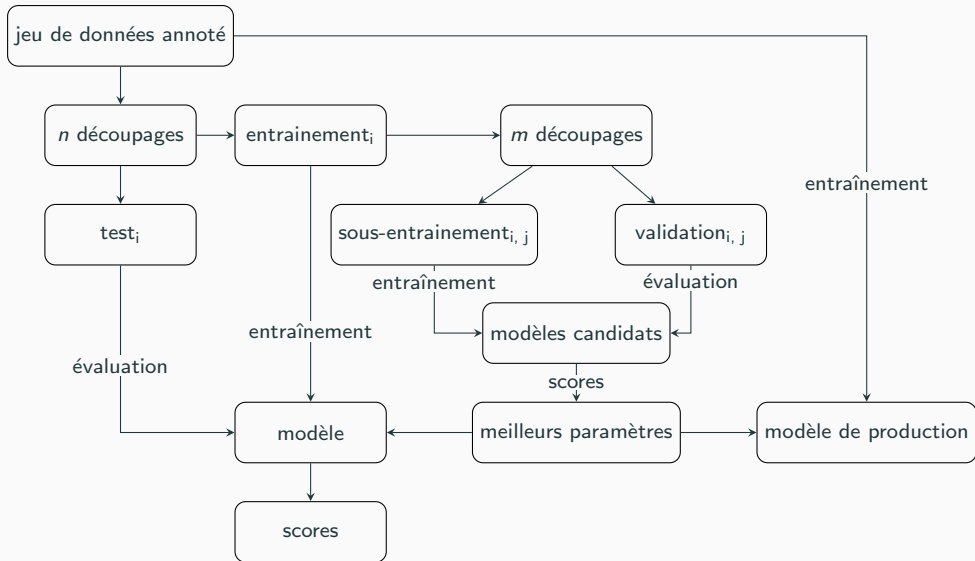 jeu de données annoté
n découpages
entrainementᵢ
m découpages
entraînement
testᵢ
sous-entrainementᵢ, ⱼ
validationᵢ, ⱼ
entraînement
évaluation
entraînement
modèles candidats
évaluation
scores
modèle
meilleurs paramètres
modèle de production
scores